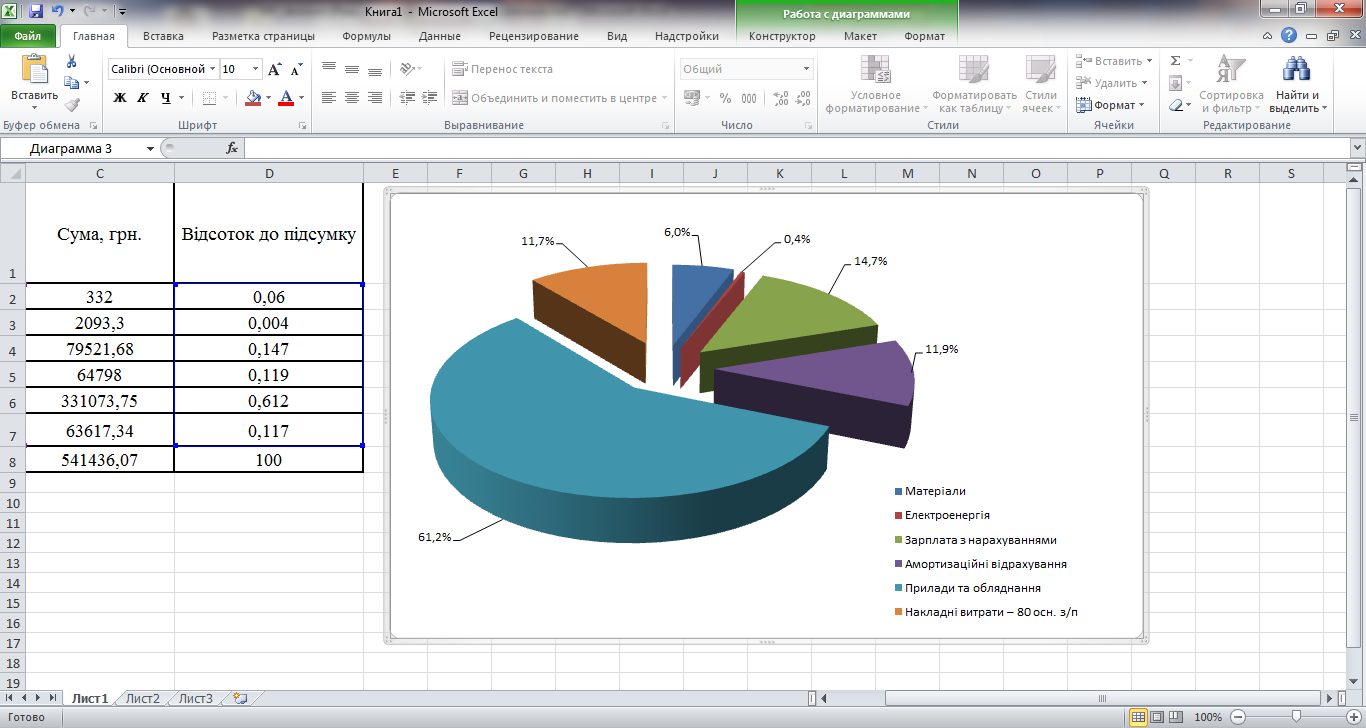 Книга1 - Microsoft Excel
Работа с диаграммами
Файл Главная Вставка Разметка страницы Формулы Данные Рецензирование Вид Надстройки Конструктор Макет Формат
Вставить
Calibri (Основной 10
Ж К Ч
Перенос текста
Объединить и поместить в центре
Общий
% 000
Условное форматирование
Форматировать как таблицу
Стили ячеек
Вставить
Удалить
Формат
Σ
Сортировка и фильтр
Найти и выделить
Буфер обмена Шрифт Выравнивание Число Стили Ячейки Редактирование
Диаграмма 3 fx
C D E F G H I J K L M N O P Q R S
1 Сума, грн. Відсоток до підсумку
2 332 0,06
3 2093,3 0,004
4 79521,68 0,147
5 64798 0,119
6 331073,75 0,612
7 63617,34 0,117
8 541436,07 100
9
10
11
12
13
14
15
16
17
18
19
6,0%
0,4%
14,7%
11,9%
61,2%
11,7%
Матеріали
Електроенергія
Зарплата з нарахуваннями
Амортизаційні відрахування
Прилади та обляднання
Накладні витрати – 80 осн. з/п
Лист1 Лист2 Лист3
Готово 100%